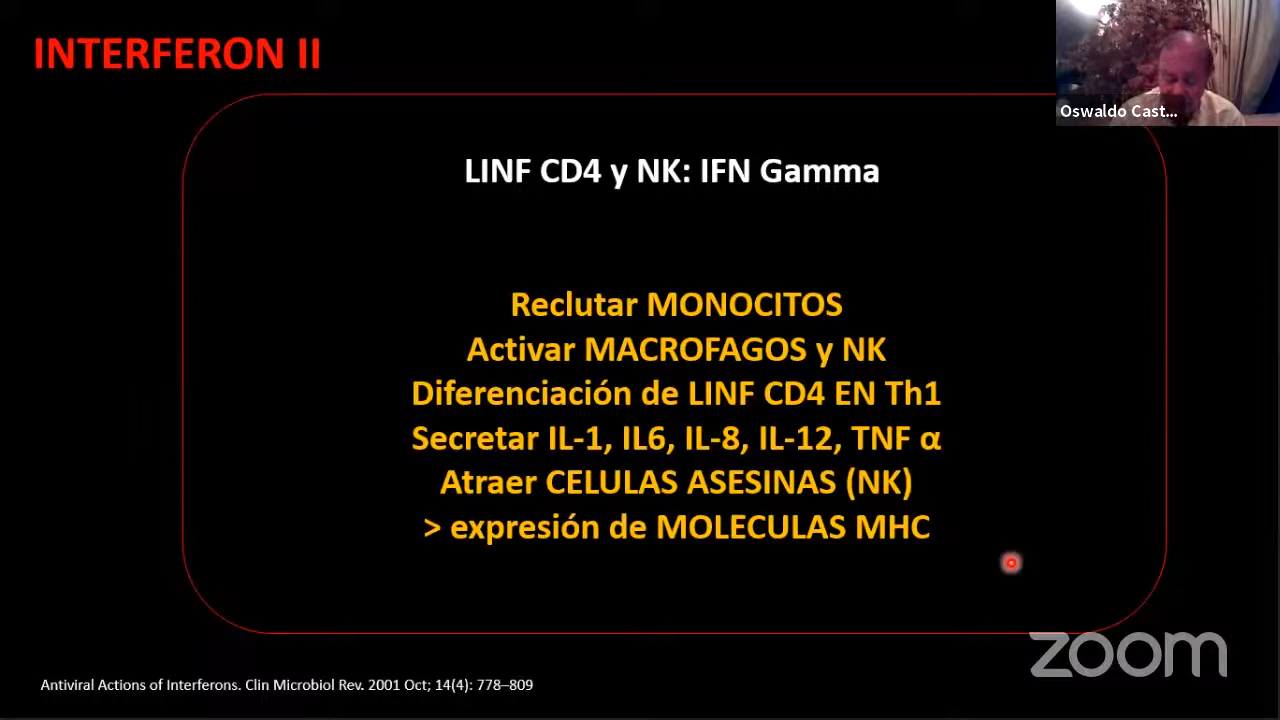 INTERFERON II
Oswaldo Cast...
LINF CD4 y NK: IFN Gamma
Reclutar MONOCITOS
Activar MACROFAGOS y NK
Diferenciación de LINF CD4 EN Th1
Secretar IL-1, IL6, IL-8, IL-12, TNF α
Atraer CELULAS ASESINAS (NK)
> expresión de MOLECULAS MHC
zoom
Antiviral Actions of Interferons. Clin Microbiol Rev. 2001 Oct; 14(4): 778–809